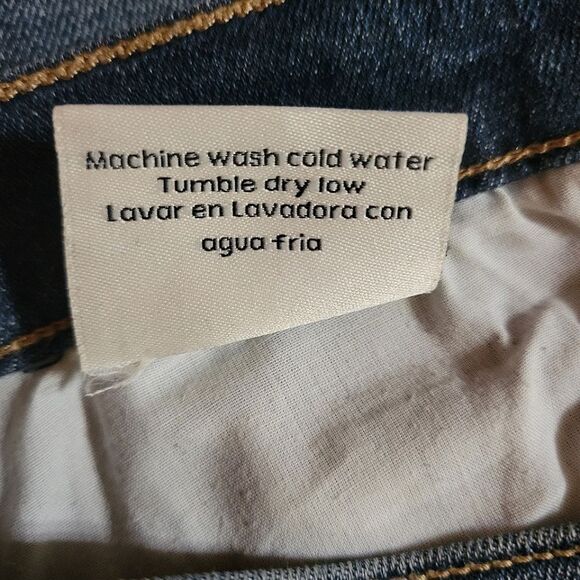 Machine wash cold water
Tumble dry low
Lavar en Lavadora con
agua fria